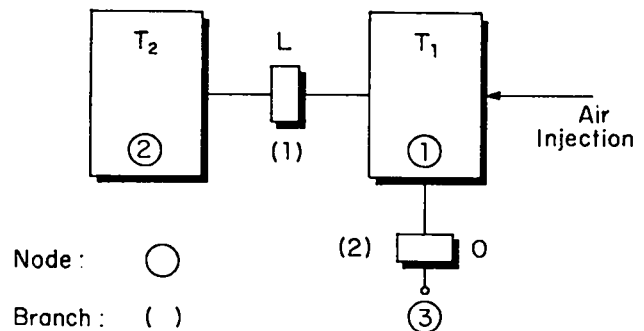 T₂
L
T₁
Air
Injection
②
(1)
①
(2)
O
③
Node :
Branch : ( )